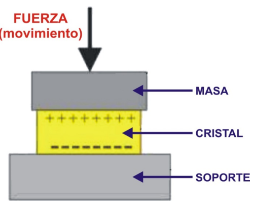 FUERZA
(movimiento)
MASA
+ + + + + + + +
CRISTAL
– – – – – – – –
SOPORTE